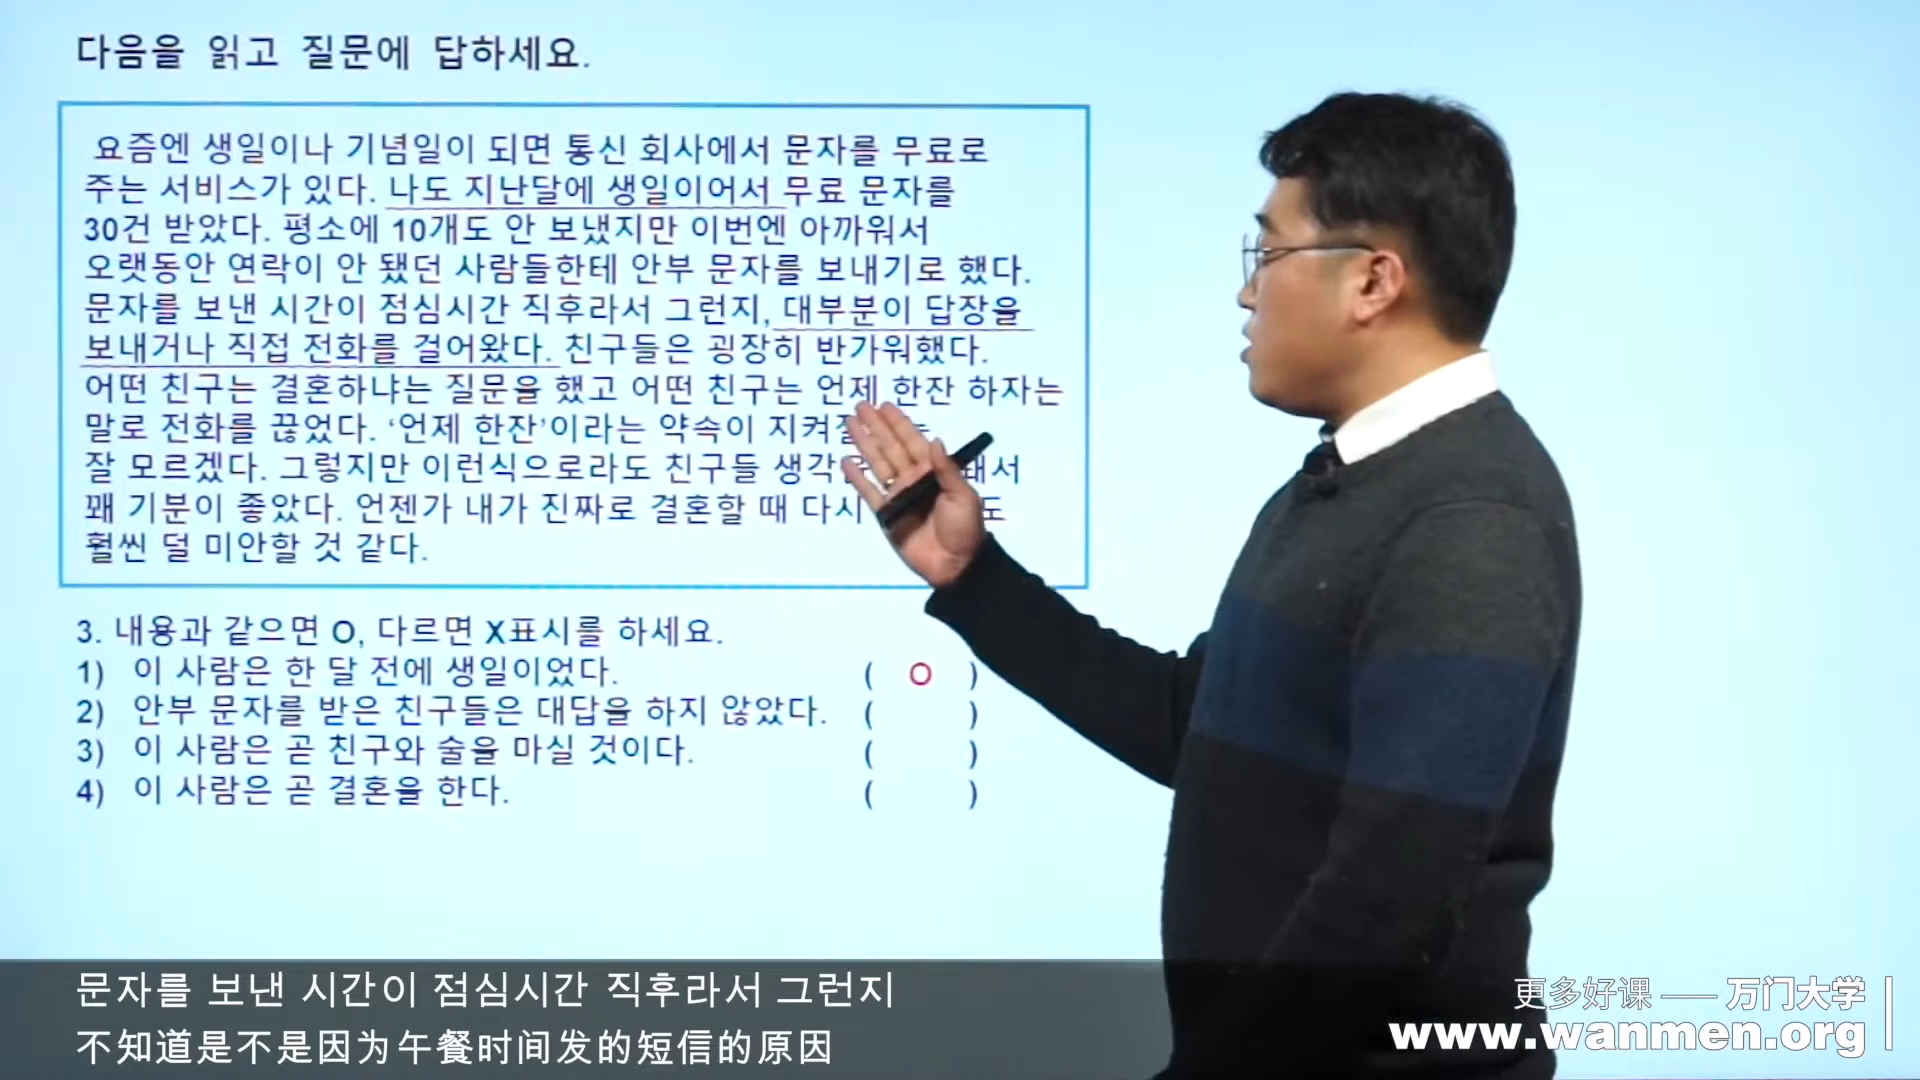 다음을 읽고 질문에 답하세요.
요즘엔 생일이나 기념일이 되면 통신 회사에서 문자를 무료로
주는 서비스가 있다. 나도 지난달에 생일이어서 무료 문자를
30건 받았다. 평소에 10개도 안 보냈지만 이번엔 아까워서
오랫동안 연락이 안 됐던 사람들한테 안부 문자를 보내기로 했다.
문자를 보낸 시간이 점심시간 직후라서 그런지, 대부분이 답장을
보내거나 직접 전화를 걸어왔다. 친구들은 굉장히 반가워했다.
어떤 친구는 결혼하냐는 질문을 했고 어떤 친구는 언제 한잔 하자는
말로 전화를 끊었다. ‘언제 한잔’이라는 약속이
잘 모르겠다. 그렇지만 이런식으로라도 친구들
꽤 기분이 좋았다. 언젠가 내가 진짜로 결혼할 때 다시
훨씬 덜 미안할 것 같다.
3. 내용과 같으면 O, 다르면 X표시를 하세요.
1) 이 사람은 한 달 전에 생일이었다. ( O )
2) 안부 문자를 받은 친구들은 대답을 하지 않았다. ( )
3) 이 사람은 곧 친구와 술을 마실 것이다. ( )
4) 이 사람은 곧 결혼을 한다. ( )
문자를 보낸 시간이 점심시간 직후라서 그런지
不知道是不是因为午餐时间发的短信的原因
更多好课 —— 万门大学
www.wanmen.org